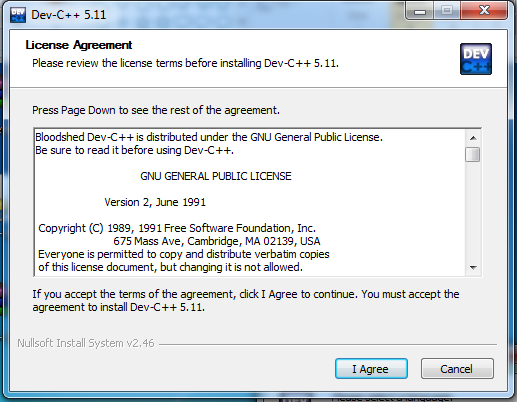 Dev-C++ 5.11
License Agreement
Please review the license terms before installing Dev-C++ 5.11.
DEV
C++
Press Page Down to see the rest of the agreement.
Bloodshed Dev-C++ is distributed under the GNU General Public License.
Be sure to read it before using Dev-C++.
GNU GENERAL PUBLIC LICENSE
Version 2, June 1991
Copyright (C) 1989, 1991 Free Software Foundation, Inc.
675 Mass Ave, Cambridge, MA 02139, USA
Everyone is permitted to copy and distribute verbatim copies
of this license document, but changing it is not allowed.
If you accept the terms of the agreement, click I Agree to continue. You must accept the
agreement to install Dev-C++ 5.11.
Nullsoft Install System v2.46
I Agree
Cancel
Please select a language: